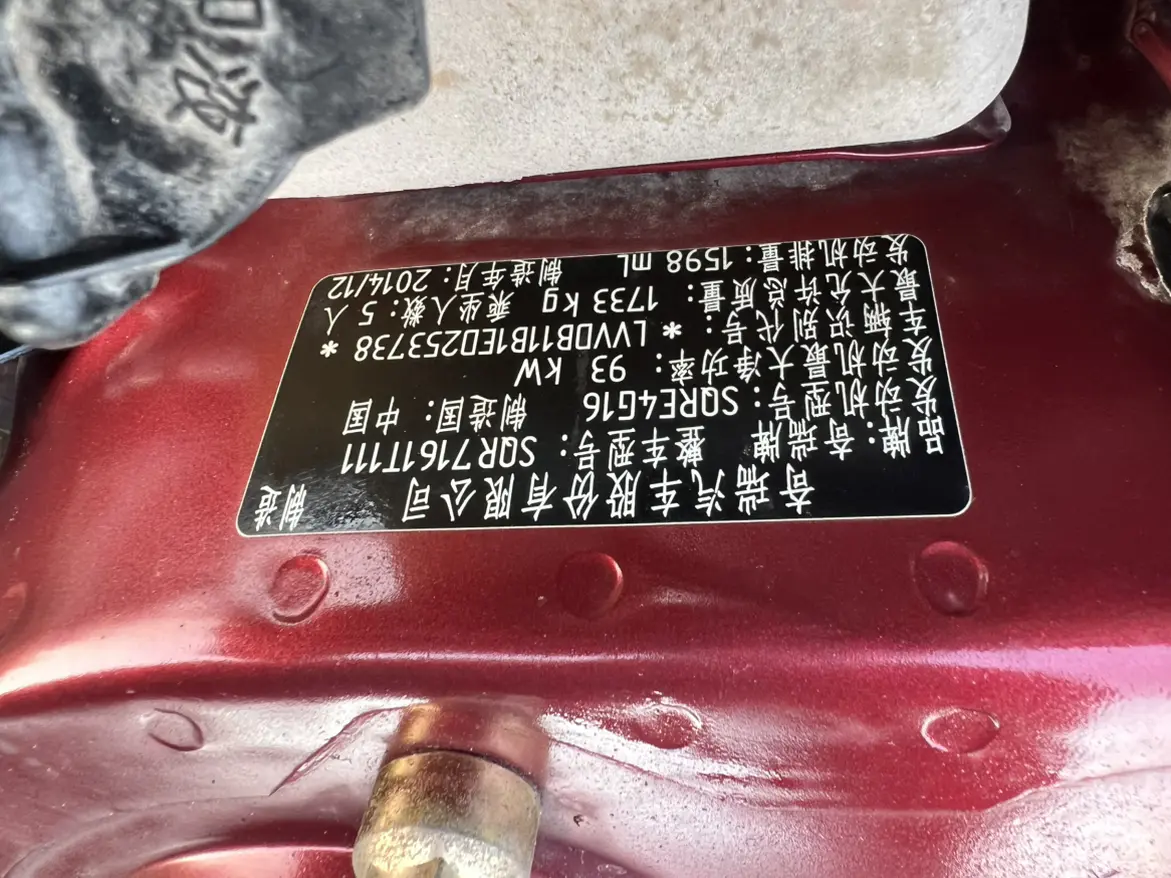 奇瑞汽车股份有限公司 制造
品牌：奇瑞牌 整车型号：SQR7161T111
发动机型号：SQRE4G16 制造国：中国
发动机最大净功率：93 kW
车辆识别代号：* LVVDB11B1ED253738 *
最大允许总质量：1733 kg 乘坐人数：5 人
发动机排量：1598 mL 制造年月：2014/12
液